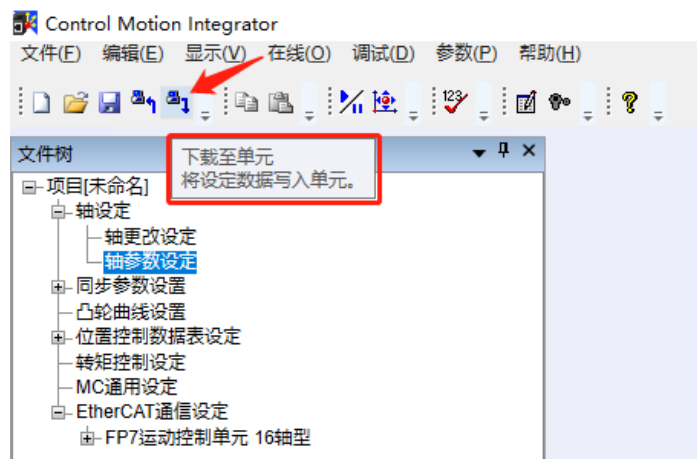 Control Motion Integrator
文件(F) 编辑(E) 显示(V) 在线(O) 调试(D) 参数(P) 帮助(H)
123
文件树
下载至单元
将设定数据写入单元。
项目[未命名]
轴设定
轴更改设定
轴参数设定
同步参数设置
凸轮曲线设置
位置控制数据表设定
转矩控制设定
MC通用设定
EtherCAT通信设定
FP7运动控制单元 16轴型